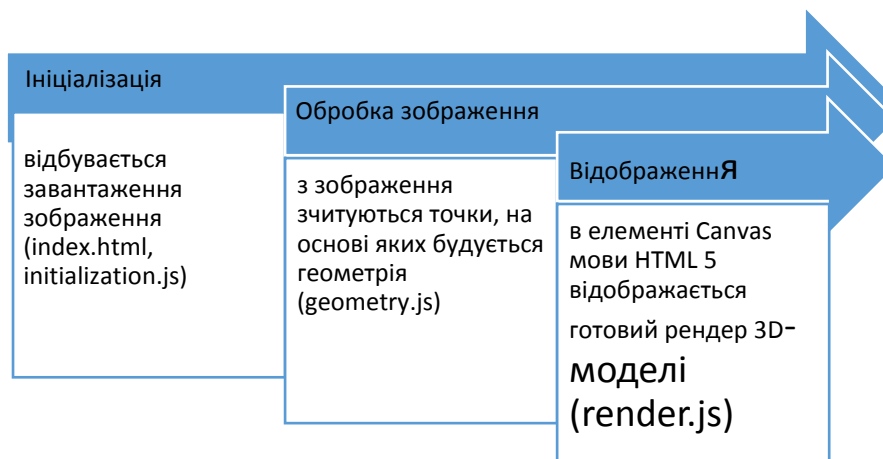 Ініціалізація
відбувається
завантаження
зображення
(index.html,
initialization.js)
Обробка зображення
з зображення
зчитуються точки, на
основі яких будується
геометрія
(geometry.js)
Відображення
в елементі Canvas
мови HTML 5
відображається
готовий рендер 3D-
моделі
(render.js)